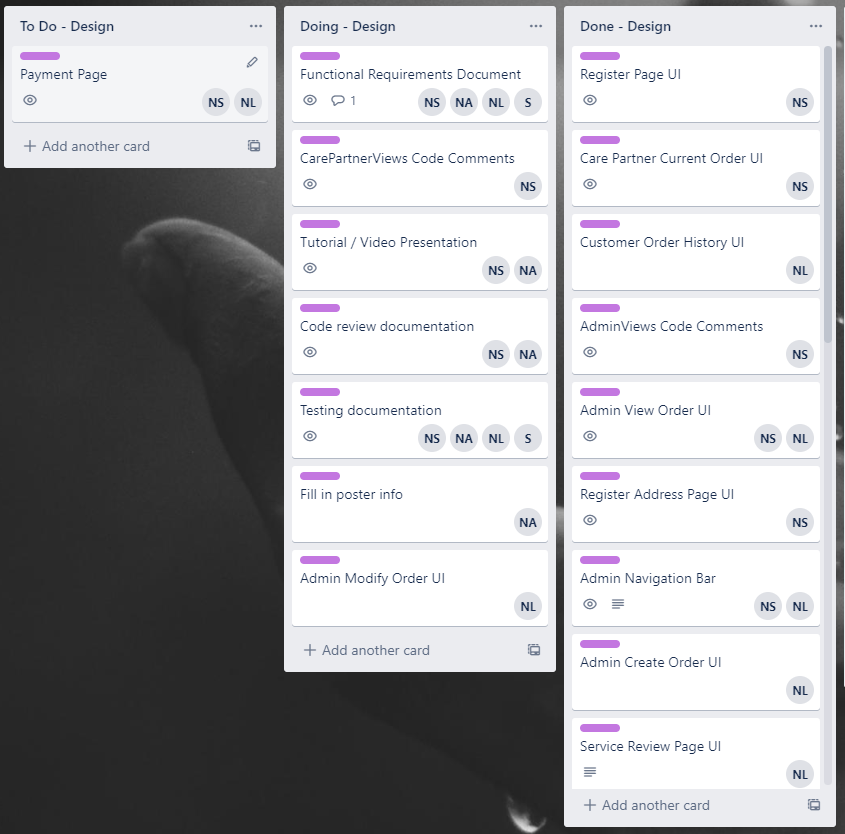 To Do - Design
Payment Page
NS NL
Add another card
Doing - Design
Functional Requirements Document
1 NS NA NL S
CarePartnerViews Code Comments
NS
Tutorial / Video Presentation
NS NA
Code review documentation
NS NA
Testing documentation
NS NA NL S
Fill in poster info
NA
Admin Modify Order UI
NL
Add another card
Done - Design
Register Page UI
NS
Care Partner Current Order UI
NS
Customer Order History UI
NL
AdminViews Code Comments
NS
Admin View Order UI
NS NL
Register Address Page UI
NS
Admin Navigation Bar
NS NL
Admin Create Order UI
NL
Service Review Page UI
NL
Add another card